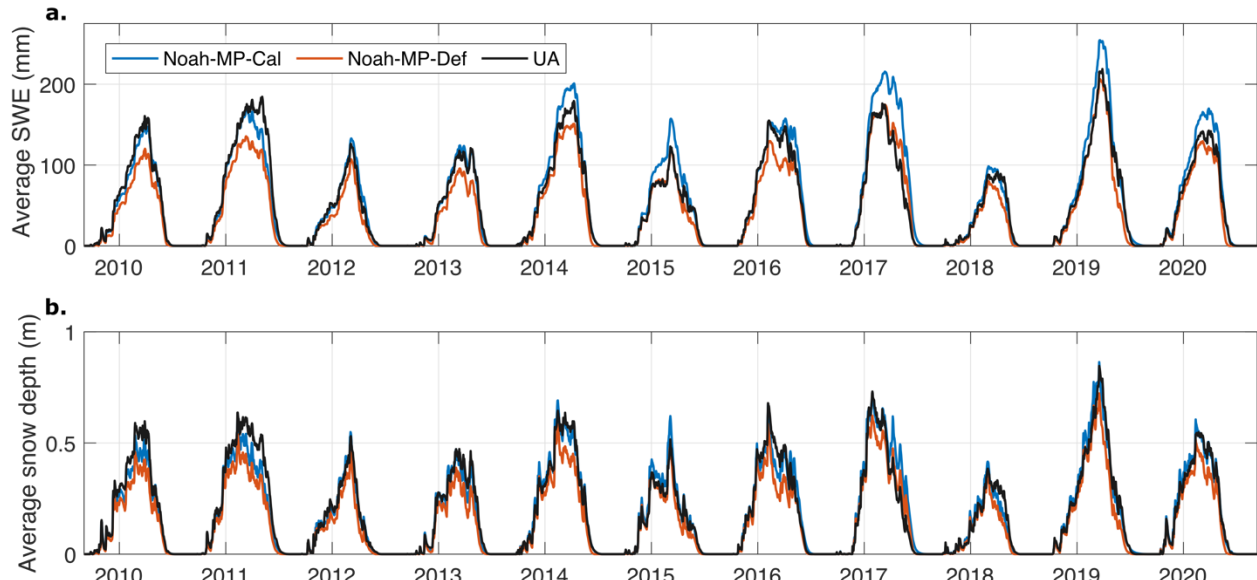 a.
Average SWE (mm)
Noah-MP-Cal Noah-MP-Def UA
200
100
0
2010 2011 2012 2013 2014 2015 2016 2017 2018 2019 2020
b.
Average snow depth (m)
1
0.5
0
2010 2011 2012 2013 2014 2015 2016 2017 2018 2019 2020